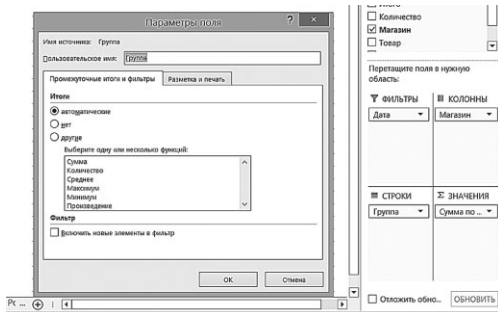 Параметры поля ? ×
Имя источника: Группа
Пользовательское имя: Группа
Промежуточные итоги и фильтры Разметка и печать
Итоги
автоматические
нет
другие
Выберите одну или несколько функций:
Сумма
Количество
Среднее
Максимум
Минимум
Произведение
Фильтр
Включить новые элементы в фильтр
ОК Отмена
Количество
Магазин
Товар
Перетащите поля в нужную
область:
ФИЛЬТРЫ КОЛОННЫ
Дата Магазин
СТРОКИ Σ ЗНАЧЕНИЯ
Группа Сумма по ...
Отложить обно... ОБНОВИТЬ